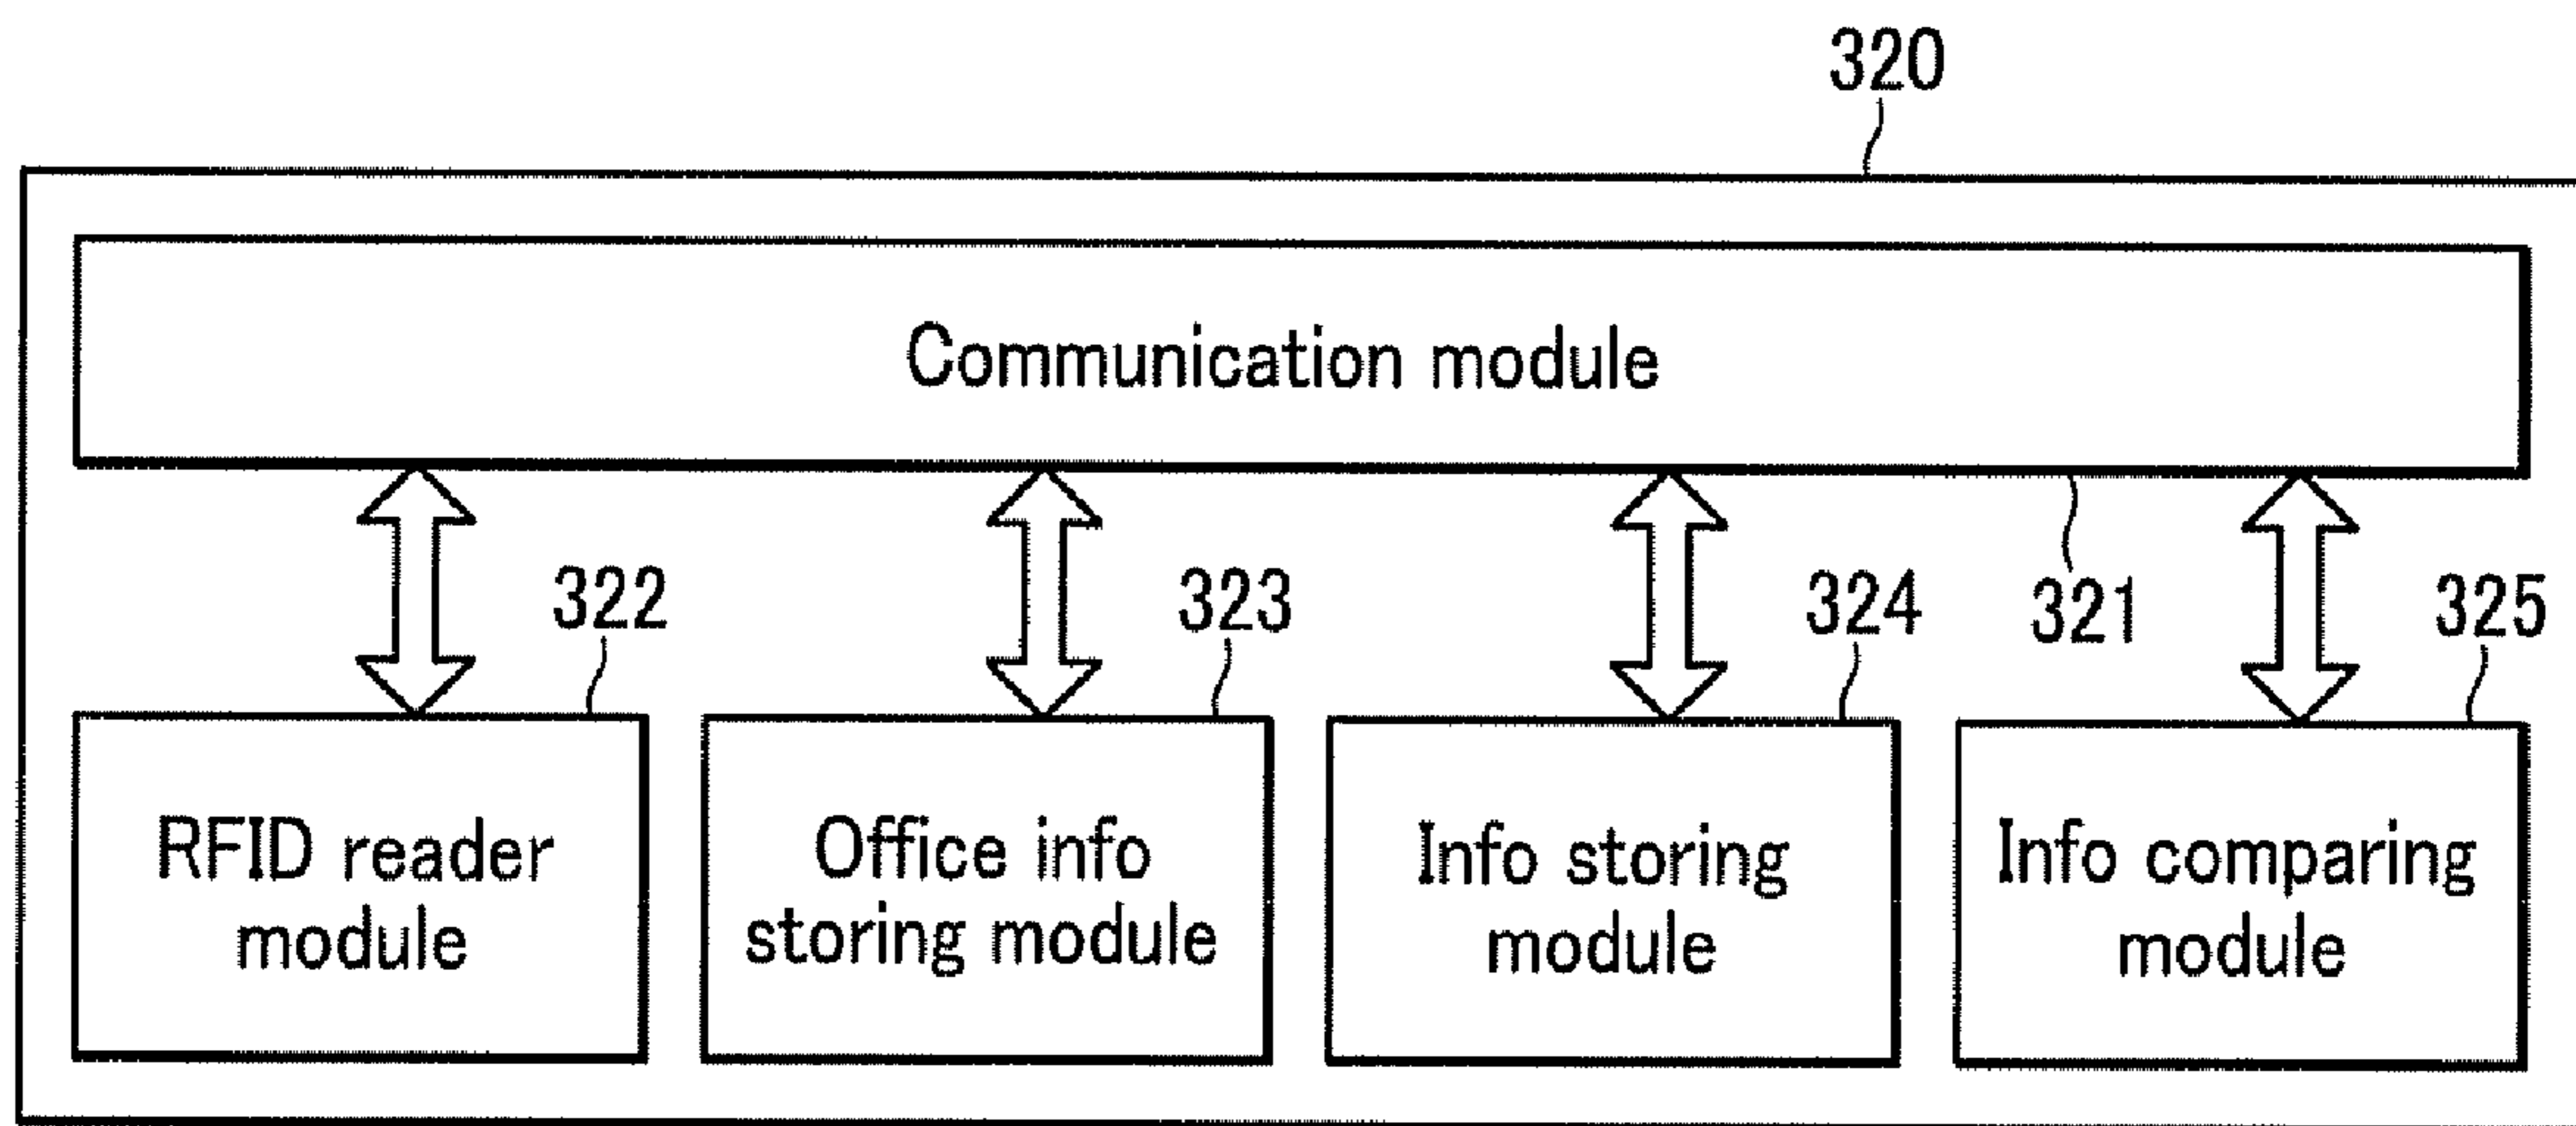 320
Communication module
322
323
324
321
325
RFID reader
module
Office info
storing module
Info storing
module
Info comparing
module